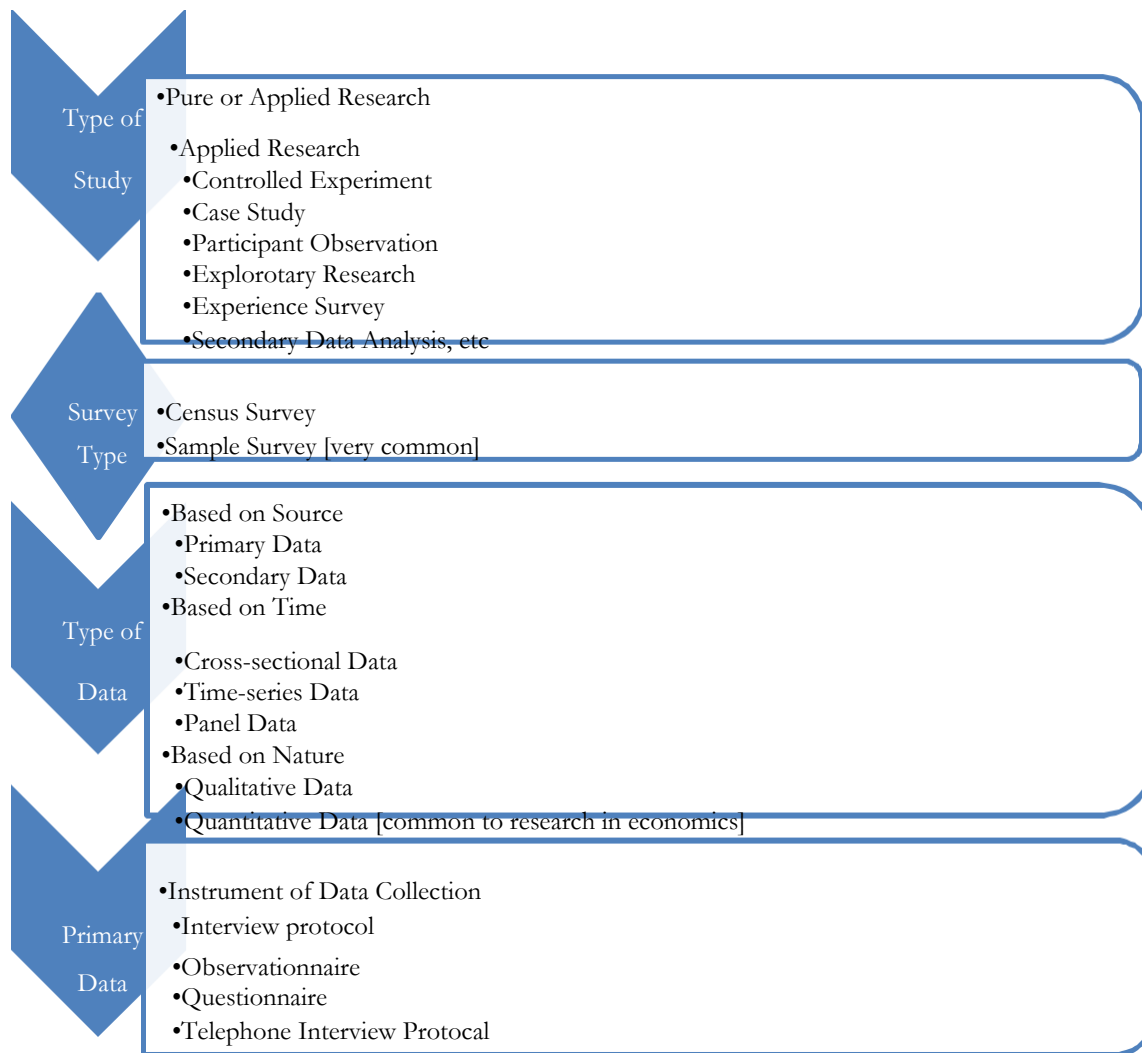 Type of
Study
•Pure or Applied Research
•Applied Research
•Controlled Experiment
•Case Study
•Participant Observation
•Explorotary Research
•Experience Survey
•Secondary Data Analysis, etc
Survey
Type
•Census Survey
•Sample Survey [very common]
Type of
Data
•Based on Source
•Primary Data
•Secondary Data
•Based on Time
•Cross-sectional Data
•Time-series Data
•Panel Data
•Based on Nature
•Qualitative Data
•Quantitative Data [common to research in economics]
Primary
Data
•Instrument of Data Collection
•Interview protocol
•Observationnaire
•Questionnaire
•Telephone Interview Protocal